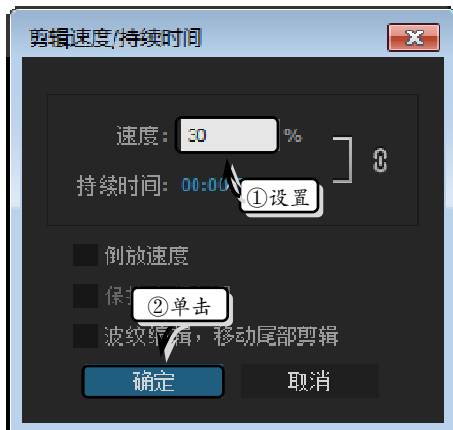 剪辑速度/持续时间
速度: 30 %
持续时间: 00:00
①设置
倒放速度
保
②单击
波纹编辑，移动尾部剪辑
确定 取消